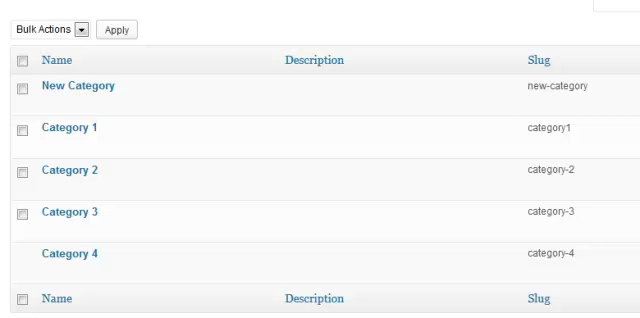 Bulk Actions Apply
Name Description Slug
New Category new-category
Category 1 category1
Category 2 category-2
Category 3 category-3
Category 4 category-4
Name Description Slug